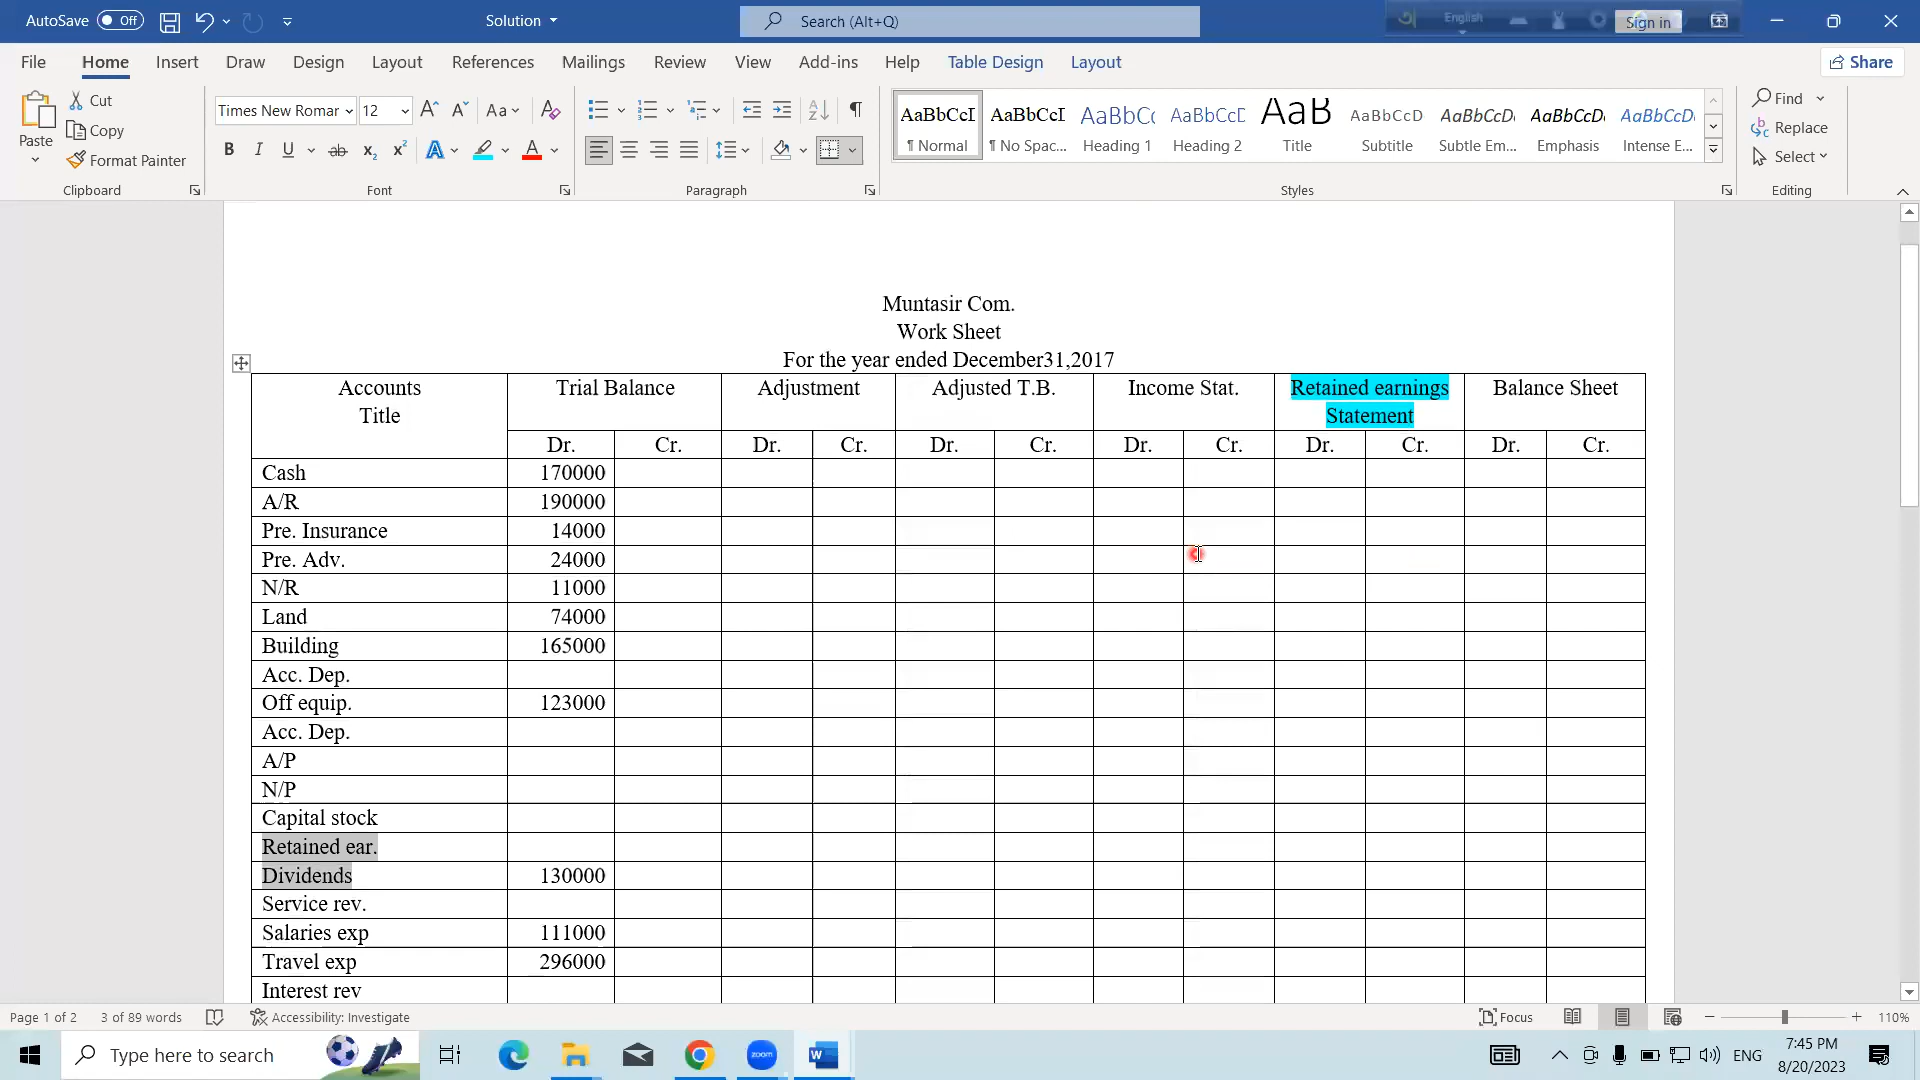 AutoSave Off Solution Search (Alt+Q) English Sign in
File Home Insert Draw Design Layout References Mailings Review View Add-ins Help Table Design Layout Share
Paste Cut Copy Format Painter
Clipboard
Times New Romar 12
Font
Paragraph
AaBbCcI AaBbCcI AaBbCc AaBbCcD AaB AaBbCcD AaBbCcD AaBbCcD AaBbCcD
¶ Normal ¶ No Spac... Heading 1 Heading 2 Title Subtitle Subtle Em... Emphasis Intense E...
Styles
Find
Replace
Select
Editing
Muntasir Com.
Work Sheet
For the year ended December31,2017
Accounts Title Trial Balance Adjustment Adjusted T.B. Income Stat. Retained earnings Statement Balance Sheet
Dr. Cr. Dr. Cr. Dr. Cr. Dr. Cr. Dr. Cr. Dr. Cr.
Cash 170000
A/R 190000
Pre. Insurance 14000
Pre. Adv. 24000
N/R 11000
Land 74000
Building 165000
Acc. Dep.
Off equip. 123000
Acc. Dep.
A/P
N/P
Capital stock
Retained ear.
Dividends 130000
Service rev.
Salaries exp 111000
Travel exp 296000
Interest rev
Page 1 of 2 3 of 89 words Accessibility: Investigate Focus 110%
Type here to search zoom ENG 7:45 PM
8/20/2023